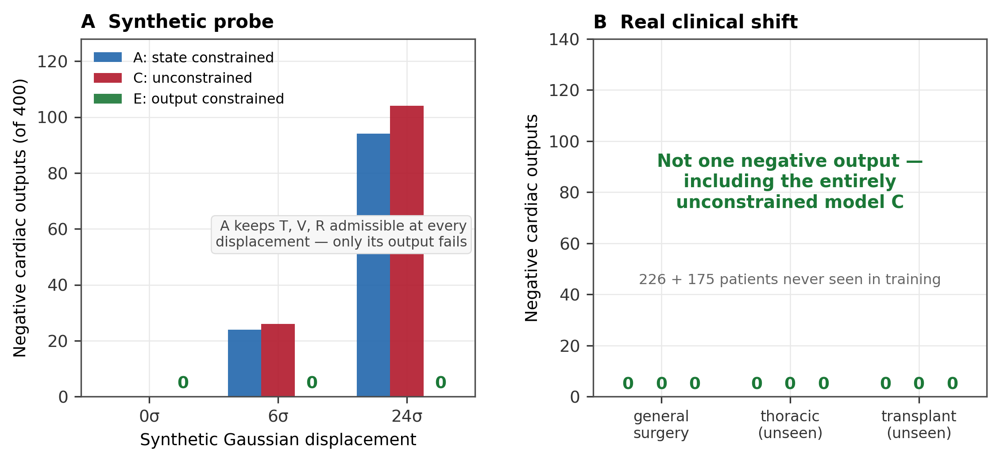 A  Synthetic probe
Negative cardiac outputs (of 400)
120
100
80
60
40
20
0
A: state constrained
C: unconstrained
E: output constrained
A keeps T, V, R admissible at every
displacement — only its output fails
0
0
0
0σ
6σ
24σ
Synthetic Gaussian displacement
B  Real clinical shift
Negative cardiac outputs
140
120
100
80
60
40
20
0
Not one negative output —
including the entirely
unconstrained model C
226 + 175 patients never seen in training
0 0 0 0 0 0 0 0 0
general
surgery
thoracic
(unseen)
transplant
(unseen)